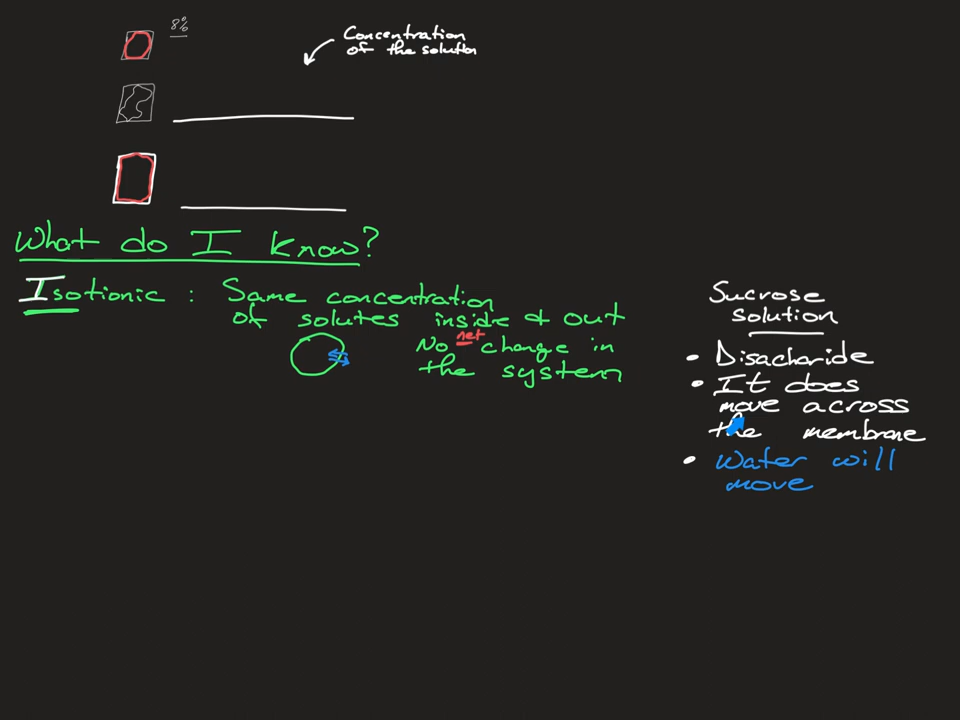 8%
Concentration
of the solution
What do I know?
Isotionic : Same concentration
of solutes inside & out
No net change in
the system
Sucrose
solution
• Disacharide
• It does
move across
the membrane
• Water will
move